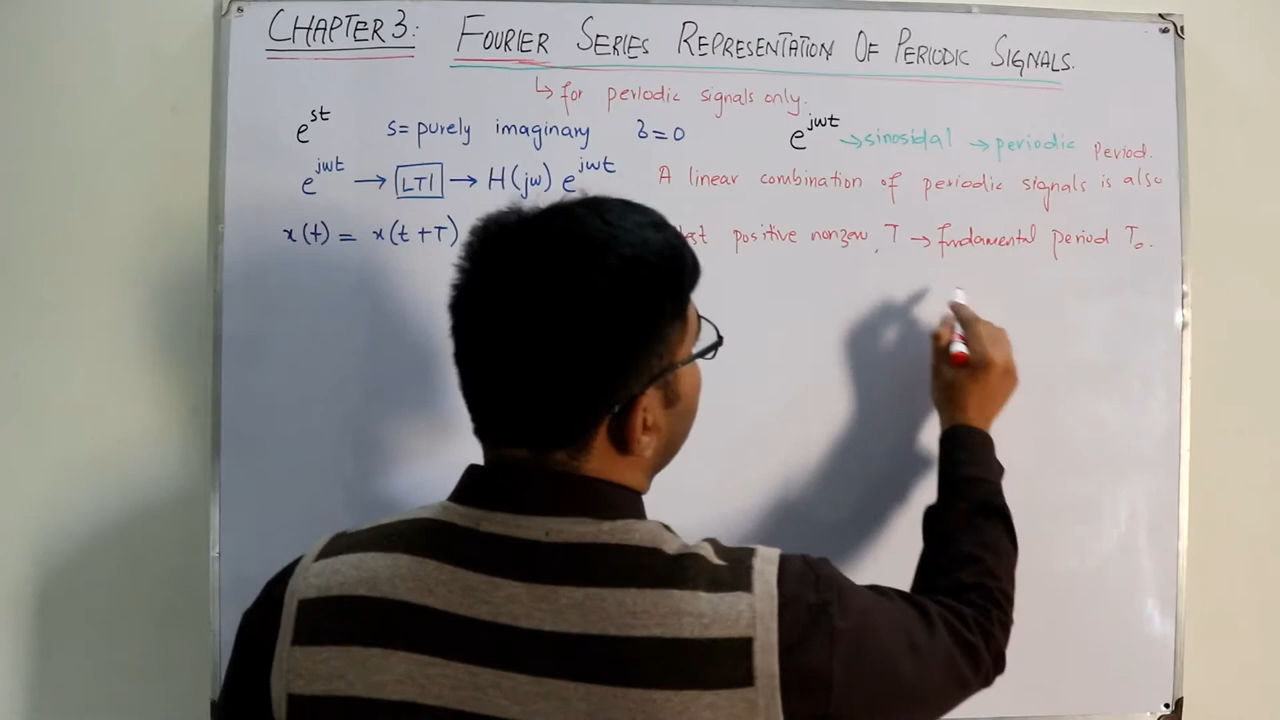 CHAPTER 3: FOURIER SERIES REPRESENTATION OF PERIODIC SIGNALS.
↳ for periodic signals only.
e^st s= purely imaginary 3=0 e^jwt → sinosidal → periodic
e^jwt → LTI → H(jw) e^jwt A linear combination of periodic signals is also Period.
x(t) = x(t+T) positive nonzero, T → fundamental period T₀.